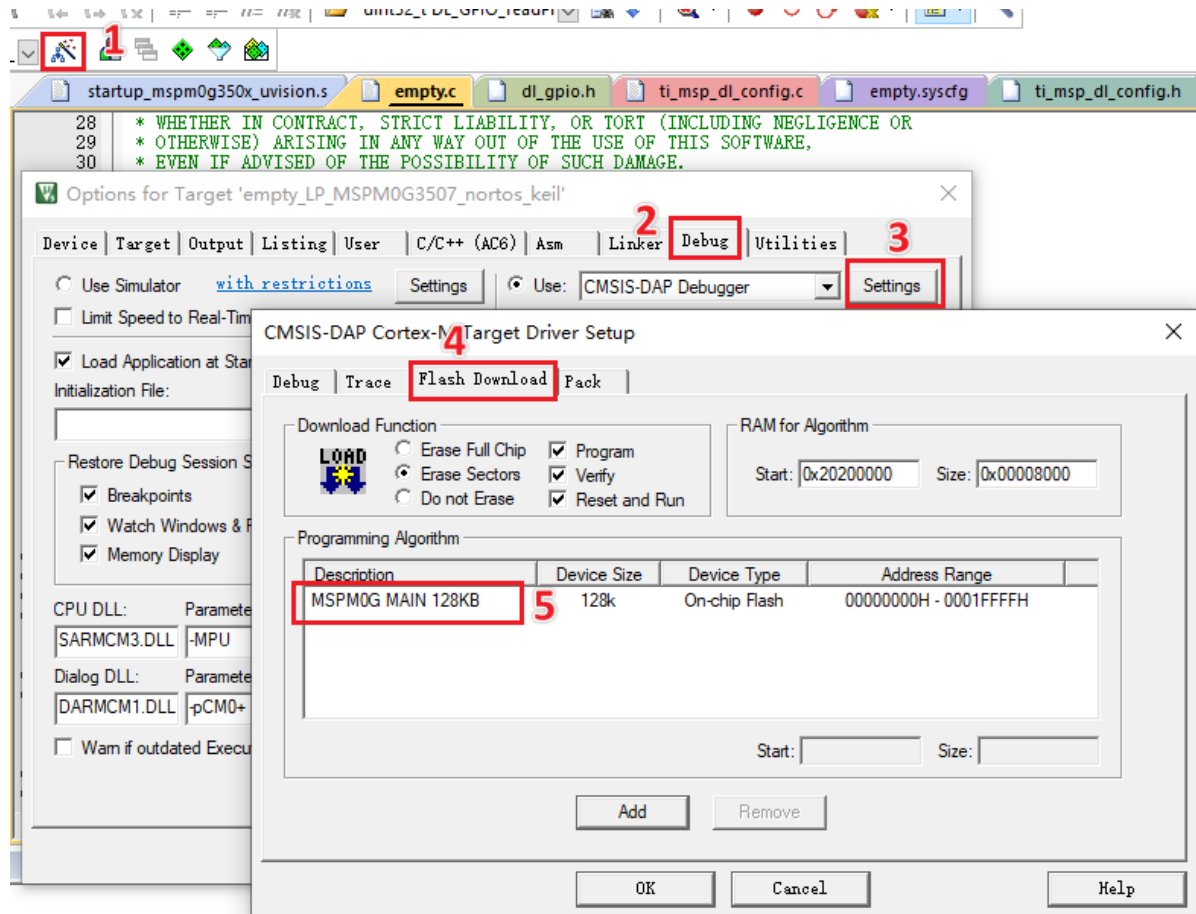 uint32_t DL_GPIO_readPi
1
startup_mspm0g350x_uvision.s empty.c dl_gpio.h ti_msp_dl_config.c empty.syscfg ti_msp_dl_config.h
28 * WHETHER IN CONTRACT, STRICT LIABILITY, OR TORT (INCLUDING NEGLIGENCE OR
29 * OTHERWISE) ARISING IN ANY WAY OUT OF THE USE OF THIS SOFTWARE,
30 * EVEN IF ADVISED OF THE POSSIBILITY OF SUCH DAMAGE.
Options for Target 'empty_LP_MSPM0G3507_nortos_keil'
2
3
Device Target Output Listing User C/C++ (AC6) Asm Linker Debug Utilities
Use Simulator with restrictions Settings Use: CMSIS-DAP Debugger Settings
Limit Speed to Real-Tim
Load Application at Star
Initialization File:
Restore Debug Session S
Breakpoints
Watch Windows & F
Memory Display
CPU DLL: Paramete
SARMCM3.DLL -MPU
Dialog DLL: Paramete
DARMCM1.DLL -pCM0+
Warn if outdated Execu
CMSIS-DAP Cortex-M Target Driver Setup
4
Debug Trace Flash Download Pack
Download Function
LOAD
Erase Full Chip
Erase Sectors
Do not Erase
Program
Verify
Reset and Run
RAM for Algorithm
Start: 0x20200000 Size: 0x00008000
Programming Algorithm
Description Device Size Device Type Address Range
MSPM0G MAIN 128KB 128k On-chip Flash 00000000H - 0001FFFFH
5
Start: Size:
Add Remove
OK Cancel Help